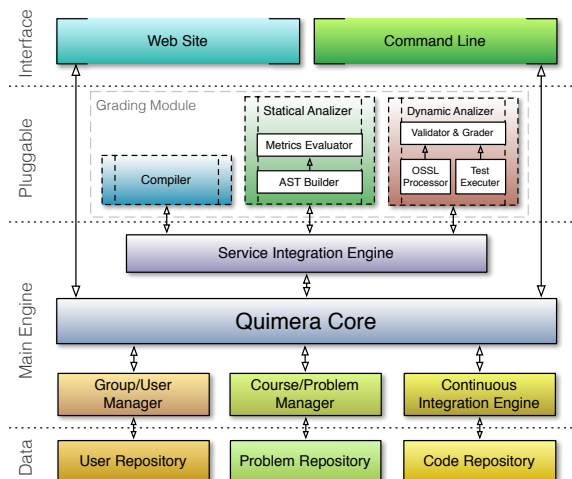 Interface
Web Site
Command Line
Pluggable
Grading Module
Compiler
Statical Analizer
Metrics Evaluator
AST Builder
Dynamic Analizer
Validator & Grader
OSSL
Processor
Test
Executer
Main Engine
Service Integration Engine
Quimera Core
Group/User
Manager
Course/Problem
Manager
Continuous
Integration Engine
Data
User Repository
Problem Repository
Code Repository